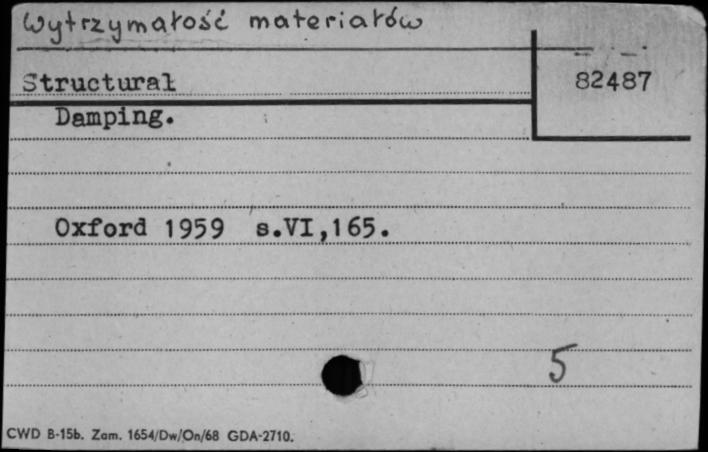 Wytrzymałość materiałów
Structural
82487
Damping.
Oxford 1959 s.VI,165.
5
CWD B-15b. Zam. 1654/Dw/On/68 GDA-2710.